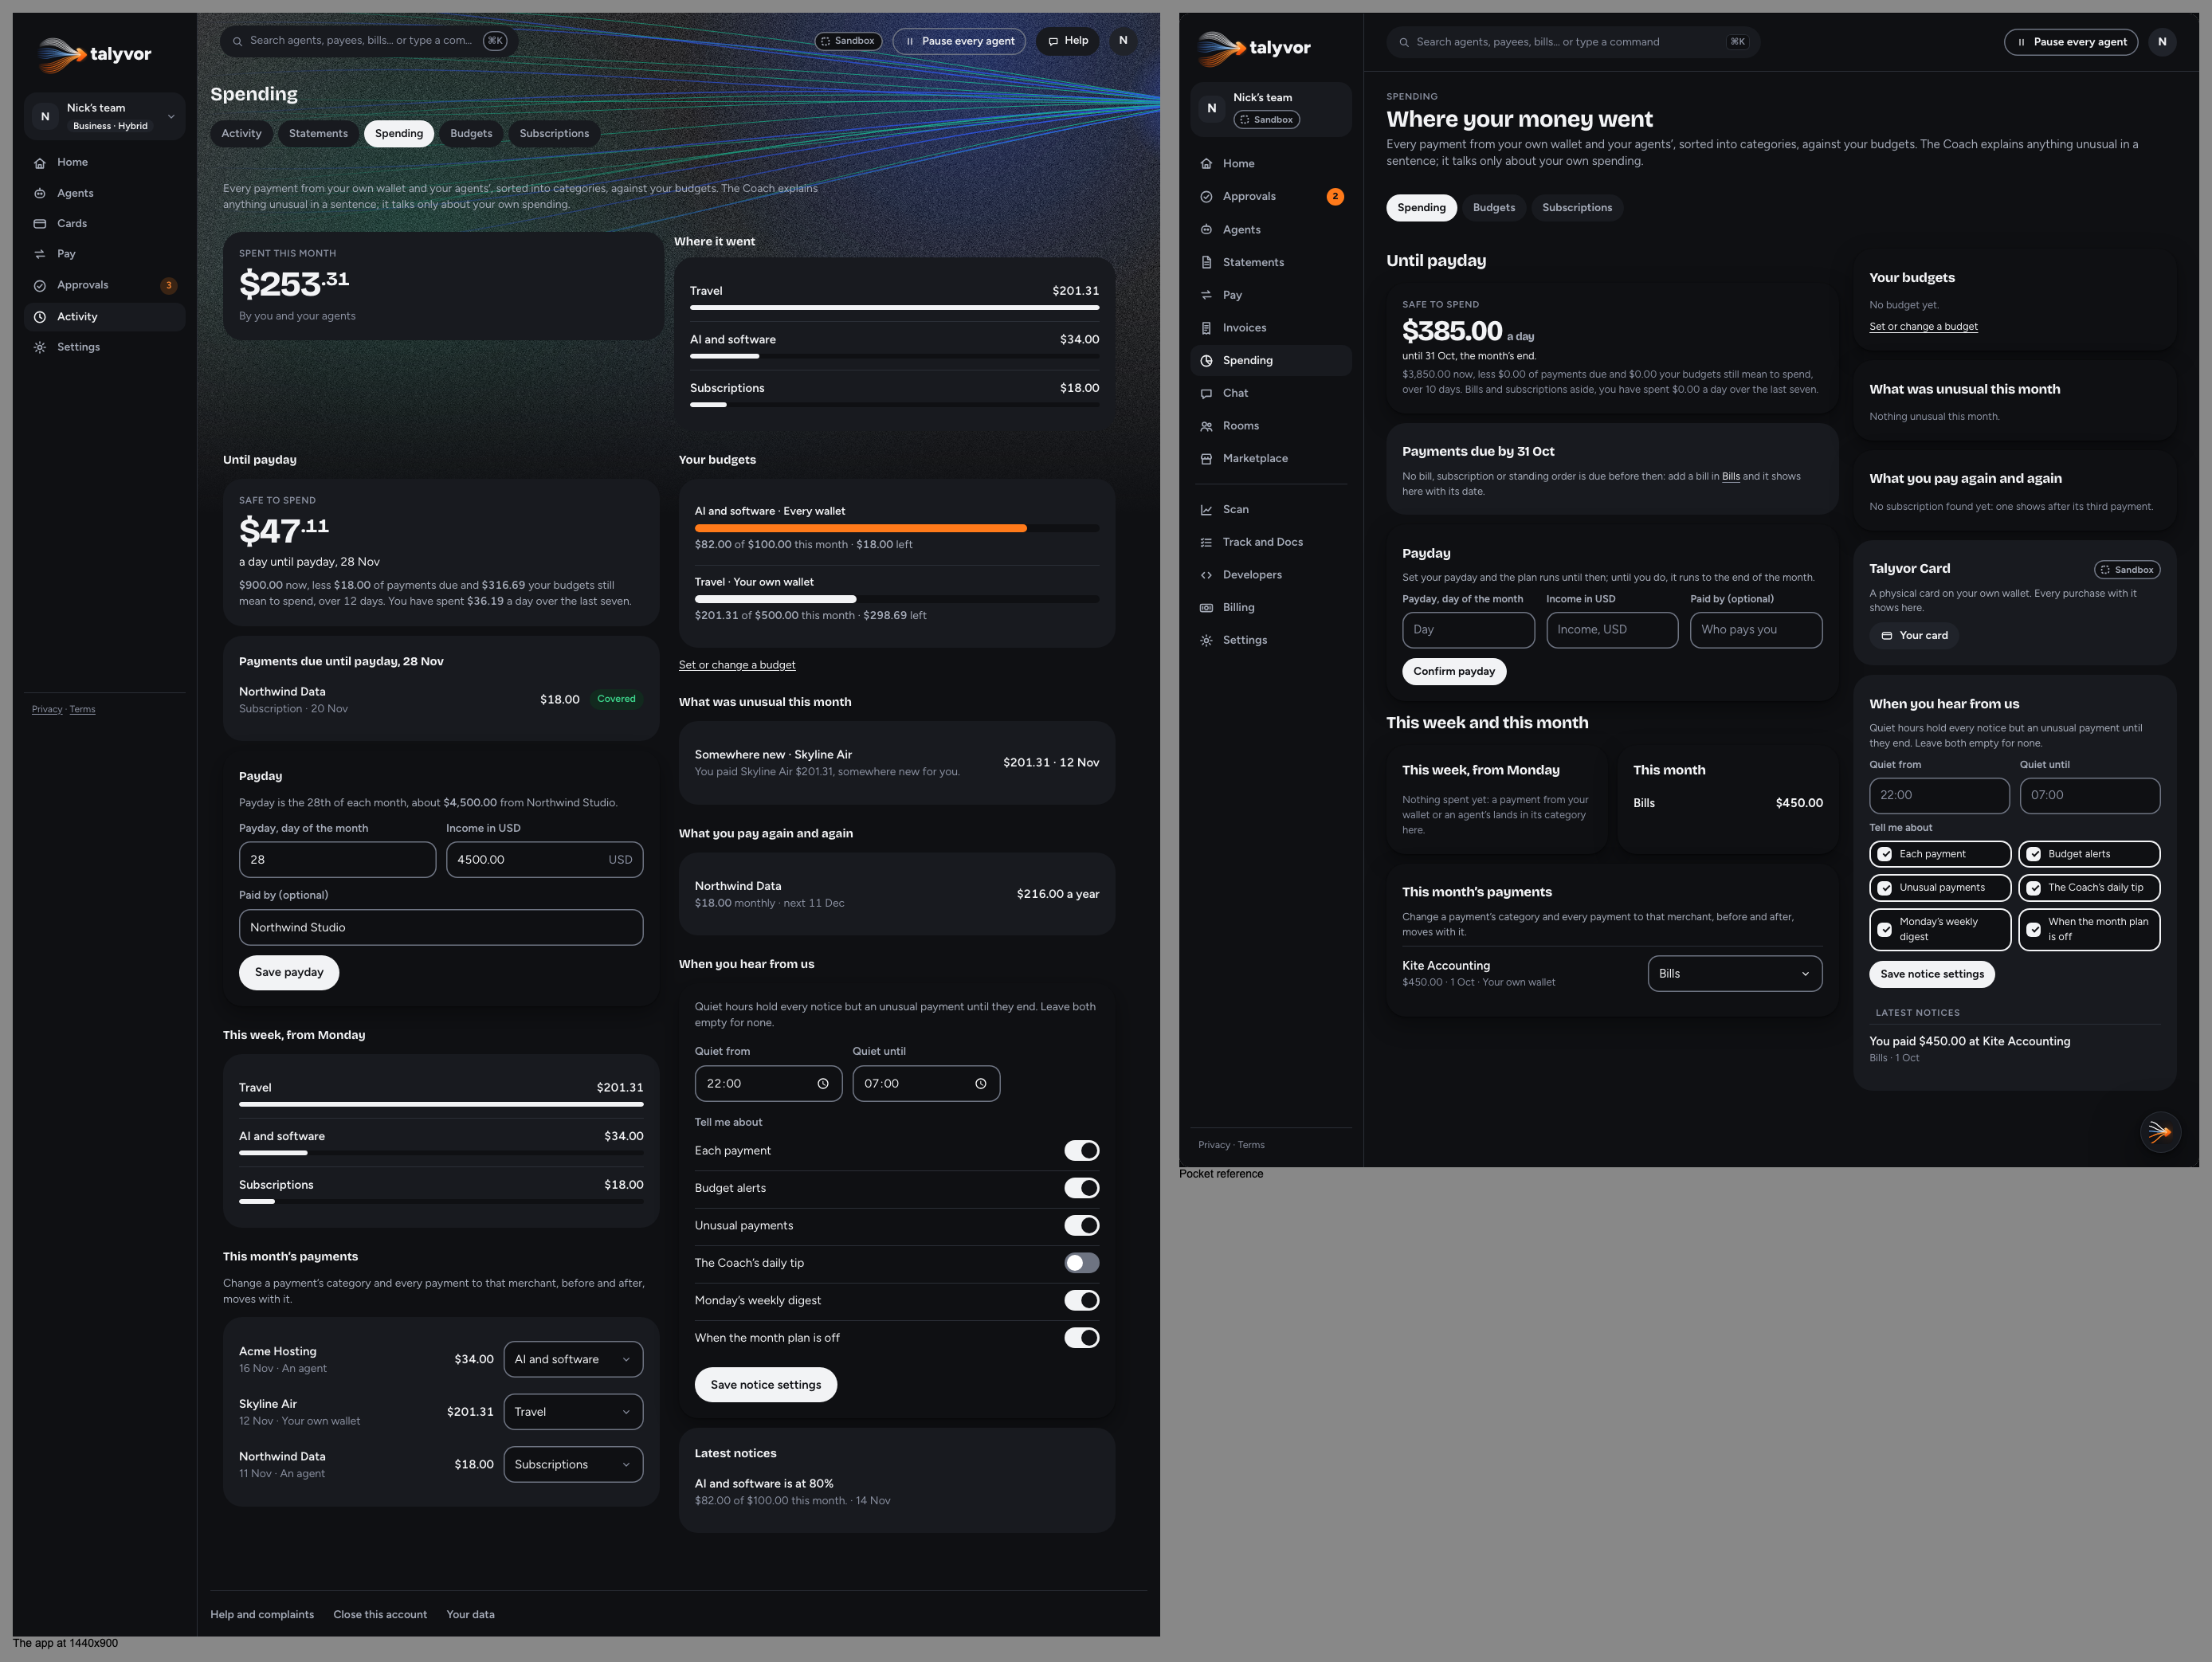 talyvor
Search agents, payees, bills... or type a com... ⌘K
Sandbox
Pause every agent
Help
N
N
Nick's team
Business · Hybrid
Home
Agents
Cards
Pay
Approvals 3
Activity
Settings
Privacy · Terms
Spending
Activity Statements Spending Budgets Subscriptions
Every payment from your own wallet and your agents', sorted into categories, against your budgets. The Coach explains
anything unusual in a sentence; it talks only about your own spending.
SPENT THIS MONTH
$253.31
By you and your agents
Where it went
Travel $201.31
AI and software $34.00
Subscriptions $18.00
Until payday
SAFE TO SPEND
$47.11
a day until payday, 28 Nov
$900.00 now, less $18.00 of payments due and $316.69 your budgets still
mean to spend, over 12 days. You have spent $36.19 a day over the last seven.
Payments due until payday, 28 Nov
Northwind Data
Subscription · 20 Nov
$18.00 Covered
Payday
Payday is the 28th of each month, about $4,500.00 from Northwind Studio.
Payday, day of the month Income in USD
28 4500.00 USD
Paid by (optional)
Northwind Studio
Save payday
This week, from Monday
Travel $201.31
AI and software $34.00
Subscriptions $18.00
This month's payments
Change a payment's category and every payment to that merchant, before and after,
moves with it.
Acme Hosting
16 Nov · An agent
$34.00 AI and software
Skyline Air
12 Nov · Your own wallet
$201.31 Travel
Northwind Data
11 Nov · An agent
$18.00 Subscriptions
Your budgets
AI and software · Every wallet
$82.00 of $100.00 this month · $18.00 left
Travel · Your own wallet
$201.31 of $500.00 this month · $298.69 left
Set or change a budget
What was unusual this month
Somewhere new · Skyline Air
You paid Skyline Air $201.31, somewhere new for you.
$201.31 · 12 Nov
What you pay again and again
Northwind Data
$18.00 monthly · next 11 Dec
$216.00 a year
When you hear from us
Quiet hours hold every notice but an unusual payment until they end. Leave both
empty for none.
Quiet from Quiet until
22:00 07:00
Tell me about
Each payment
Budget alerts
Unusual payments
The Coach's daily tip
Monday's weekly digest
When the month plan is off
Save notice settings
Latest notices
AI and software is at 80%
$82.00 of $100.00 this month. · 14 Nov
Help and complaints Close this account Your data
The app at 1440x900
talyvor
Search agents, payees, bills... or type a command ⌘K
Pause every agent
N
N
Nick's team
Sandbox
Home
Approvals 2
Agents
Statements
Pay
Invoices
Spending
Chat
Rooms
Marketplace
Scan
Track and Docs
Developers
Billing
Settings
Privacy · Terms
SPENDING
Where your money went
Every payment from your own wallet and your agents', sorted into categories, against your budgets. The Coach explains anything unusual in a
sentence; it talks only about your own spending.
Spending Budgets Subscriptions
Until payday
SAFE TO SPEND
$385.00 a day
until 31 Oct, the month's end.
$3,850.00 now, less $0.00 of payments due and $0.00 your budgets still mean to spend,
over 10 days. Bills and subscriptions aside, you have spent $0.00 a day over the last seven.
Payments due by 31 Oct
No bill, subscription or standing order is due before then: add a bill in Bills and it shows
here with its date.
Payday
Set your payday and the plan runs until then; until you do, it runs to the end of the month.
Payday, day of the month Income in USD Paid by (optional)
Day Income, USD Who pays you
Confirm payday
This week and this month
This week, from Monday
Nothing spent yet: a payment from your
wallet or an agent's lands in its category
here.
This month
Bills $450.00
This month's payments
Change a payment's category and every payment to that merchant, before and after,
moves with it.
Kite Accounting
$450.00 · 1 Oct · Your own wallet
Bills
Your budgets
No budget yet.
Set or change a budget
What was unusual this month
Nothing unusual this month.
What you pay again and again
No subscription found yet: one shows after its third payment.
Talyvor Card Sandbox
A physical card on your own wallet. Every purchase with it
shows here.
Your card
When you hear from us
Quiet hours hold every notice but an unusual payment until
they end. Leave both empty for none.
Quiet from Quiet until
22:00 07:00
Tell me about
Each payment Budget alerts
Unusual payments The Coach's daily tip
Monday's weekly
digest
When the month plan
is off
Save notice settings
LATEST NOTICES
You paid $450.00 at Kite Accounting
Bills · 1 Oct
Pocket reference